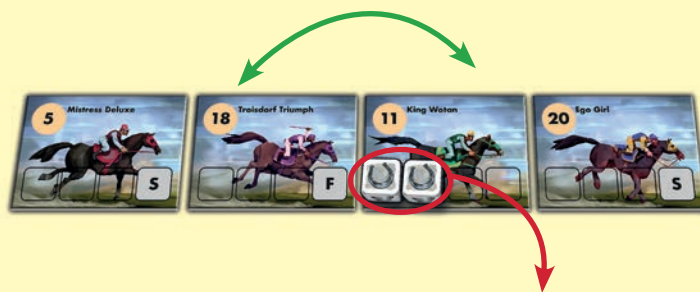 5 Mistress Deluxe
S
18 Troisdorf Triumph
F
11 King Wotan
20 Ego Girl
S